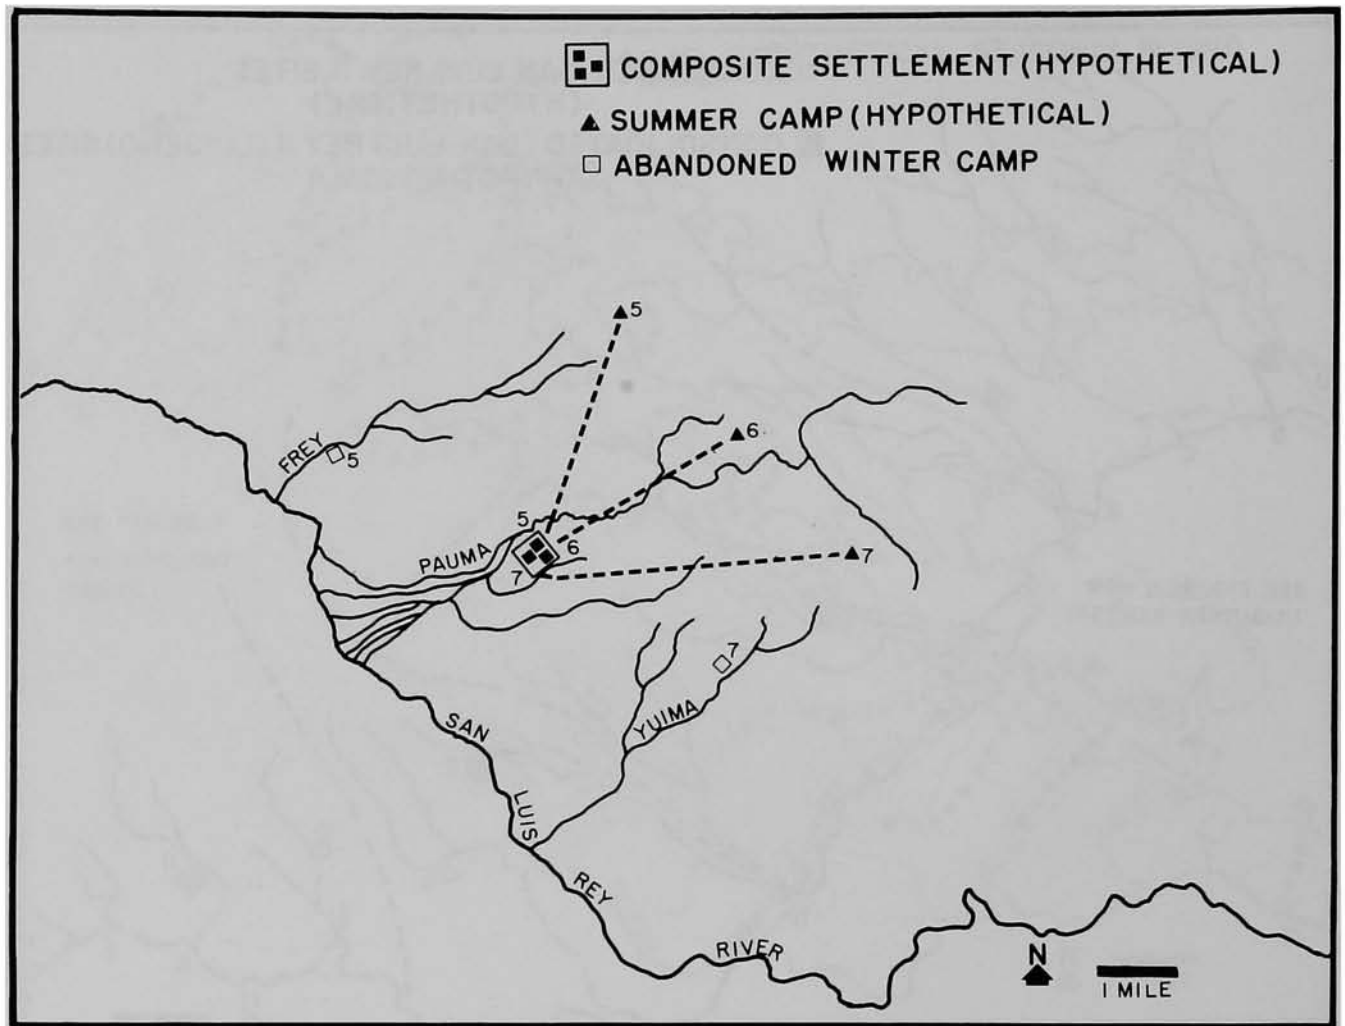 COMPOSITE SETTLEMENT (HYPOTHETICAL)
SUMMER CAMP (HYPOTHETICAL)
ABANDONED WINTER CAMP
5
6
FREY
5
5
PAUMA
6
7
7
7
YUIMA
SAN
LUIS
REY
RIVER
N
1 MILE